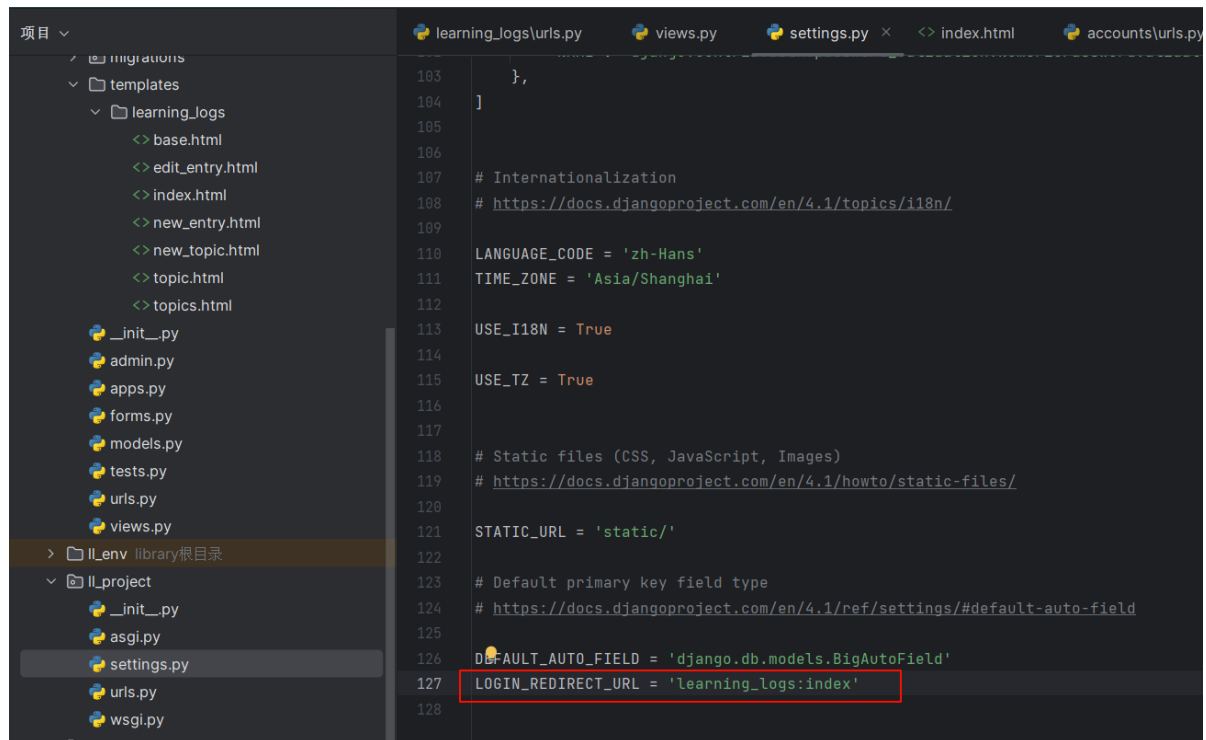 项目
learning_logs\urls.py
views.py
settings.py
index.html
accounts\urls.py
migrations
templates
learning_logs
base.html
edit_entry.html
index.html
new_entry.html
new_topic.html
topic.html
topics.html
__init__.py
admin.py
apps.py
forms.py
models.py
tests.py
urls.py
views.py
ll_env library根目录
ll_project
__init__.py
asgi.py
settings.py
urls.py
wsgi.py
103 },
104 ]
105
106
107 # Internationalization
108 # https://docs.djangoproject.com/en/4.1/topics/i18n/
109
110 LANGUAGE_CODE = 'zh-Hans'
111 TIME_ZONE = 'Asia/Shanghai'
112
113 USE_I18N = True
114
115 USE_TZ = True
116
117
118 # Static files (CSS, JavaScript, Images)
119 # https://docs.djangoproject.com/en/4.1/howto/static-files/
120
121 STATIC_URL = 'static/'
122
123 # Default primary key field type
124 # https://docs.djangoproject.com/en/4.1/ref/settings/#default-auto-field
125
126 DEFAULT_AUTO_FIELD = 'django.db.models.BigAutoField'
127 LOGIN_REDIRECT_URL = 'learning_logs:index'
128